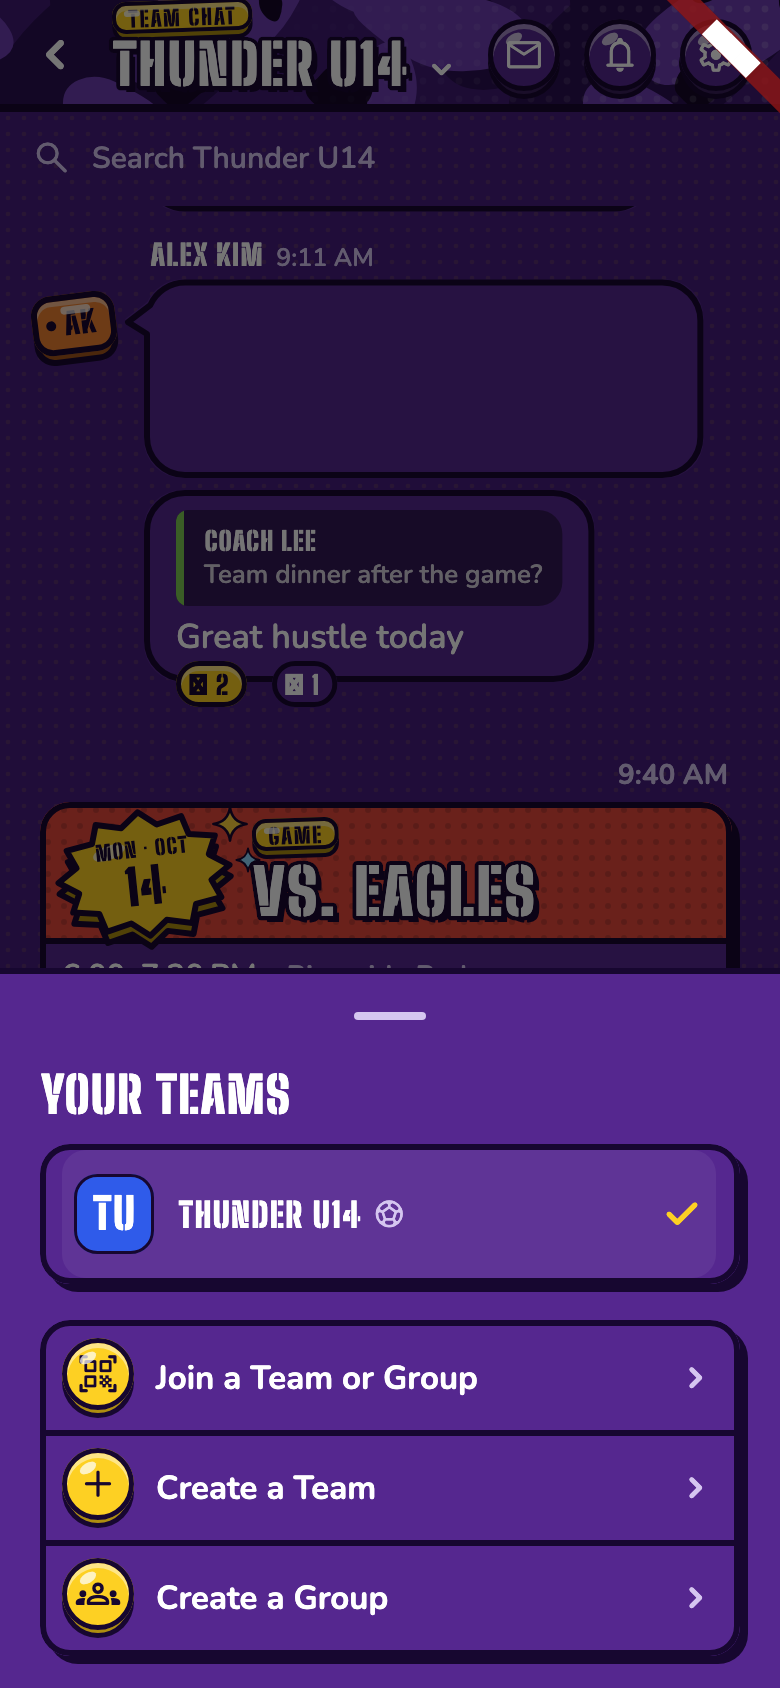 TEAM CHAT
THUNDER U14
Search Thunder U14
ALEX KIM 9:11 AM
AK
COACH LEE
Team dinner after the game?
Great hustle today
2 1
9:40 AM
MON · OCT
14
GAME
VS. EAGLES
YOUR TEAMS
TU THUNDER U14
Join a Team or Group
Create a Team
Create a Group